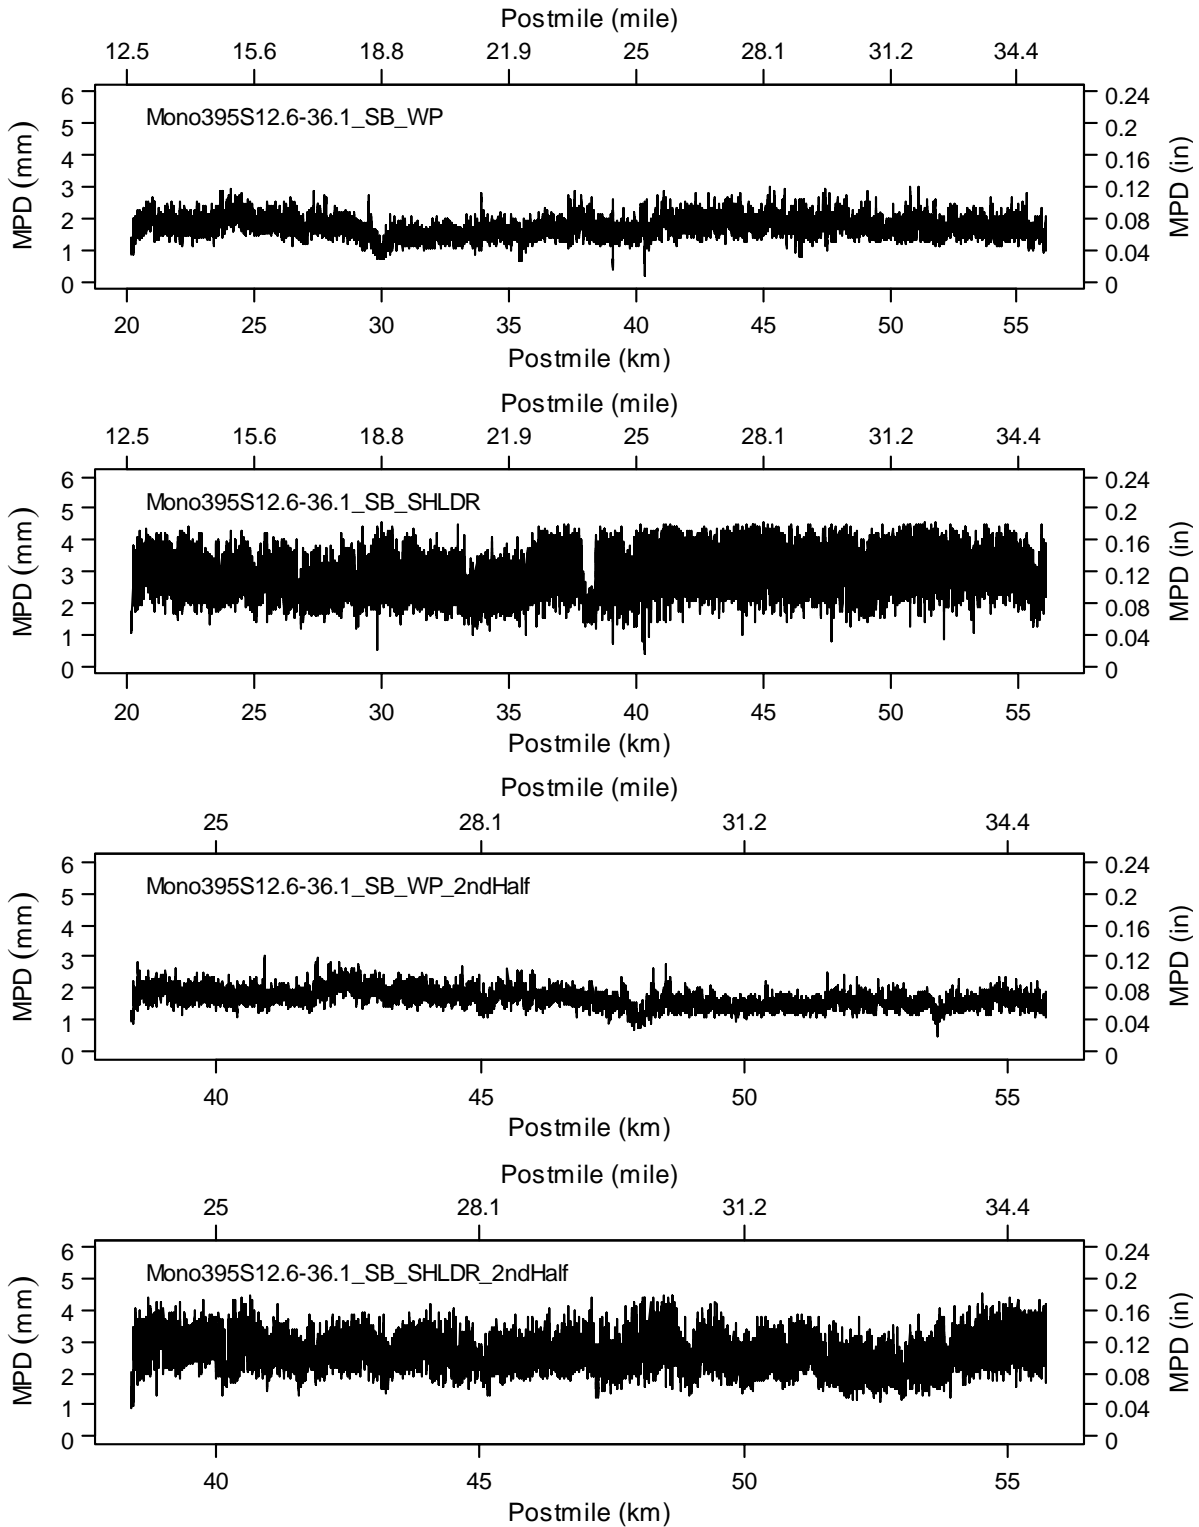 Postmile (mile)
12.5 15.6 18.8 21.9 25 28.1 31.2 34.4
Mono395S12.6-36.1_SB_WP
MPD (mm)
6
5
4
3
2
1
0
MPD (in)
0.24
0.2
0.16
0.12
0.08
0.04
0
20 25 30 35 40 45 50 55
Postmile (km)
Postmile (mile)
12.5 15.6 18.8 21.9 25 28.1 31.2 34.4
Mono395S12.6-36.1_SB_SHLDR
MPD (mm)
6
5
4
3
2
1
0
MPD (in)
0.24
0.2
0.16
0.12
0.08
0.04
0
20 25 30 35 40 45 50 55
Postmile (km)
Postmile (mile)
25 28.1 31.2 34.4
Mono395S12.6-36.1_SB_WP_2ndHalf
MPD (mm)
6
5
4
3
2
1
0
MPD (in)
0.24
0.2
0.16
0.12
0.08
0.04
0
40 45 50 55
Postmile (km)
Postmile (mile)
25 28.1 31.2 34.4
Mono395S12.6-36.1_SB_SHLDR_2ndHalf
MPD (mm)
6
5
4
3
2
1
0
MPD (in)
0.24
0.2
0.16
0.12
0.08
0.04
0
40 45 50 55
Postmile (km)